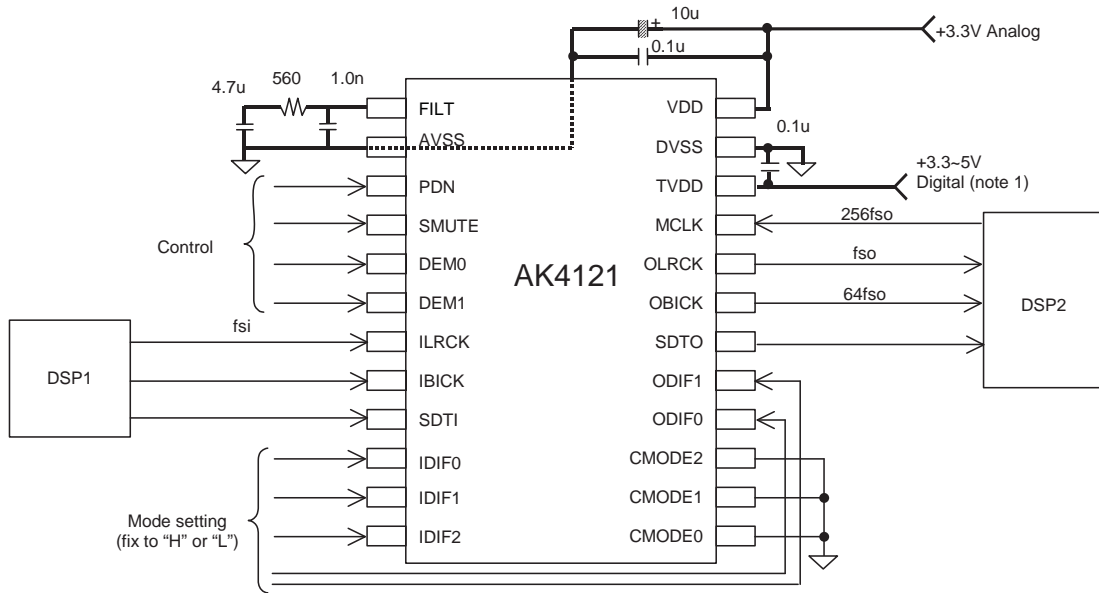 10u
+
+3.3V Analog
0.1u
4.7u
560
1.0n
FILT
VDD
AVSS
DVSS
0.1u
+3.3~5V
Digital (note 1)
PDN
TVDD
SMUTE
MCLK
256fso
Control
DEM0
AK4121
OLRCK
fso
DEM1
OBICK
64fso
DSP2
fsi
ILRCK
SDTO
DSP1
IBICK
ODIF1
SDTI
ODIF0
IDIF0
CMODE2
IDIF1
CMODE1
Mode setting
(fix to “H” or “L”)
IDIF2
CMODE0